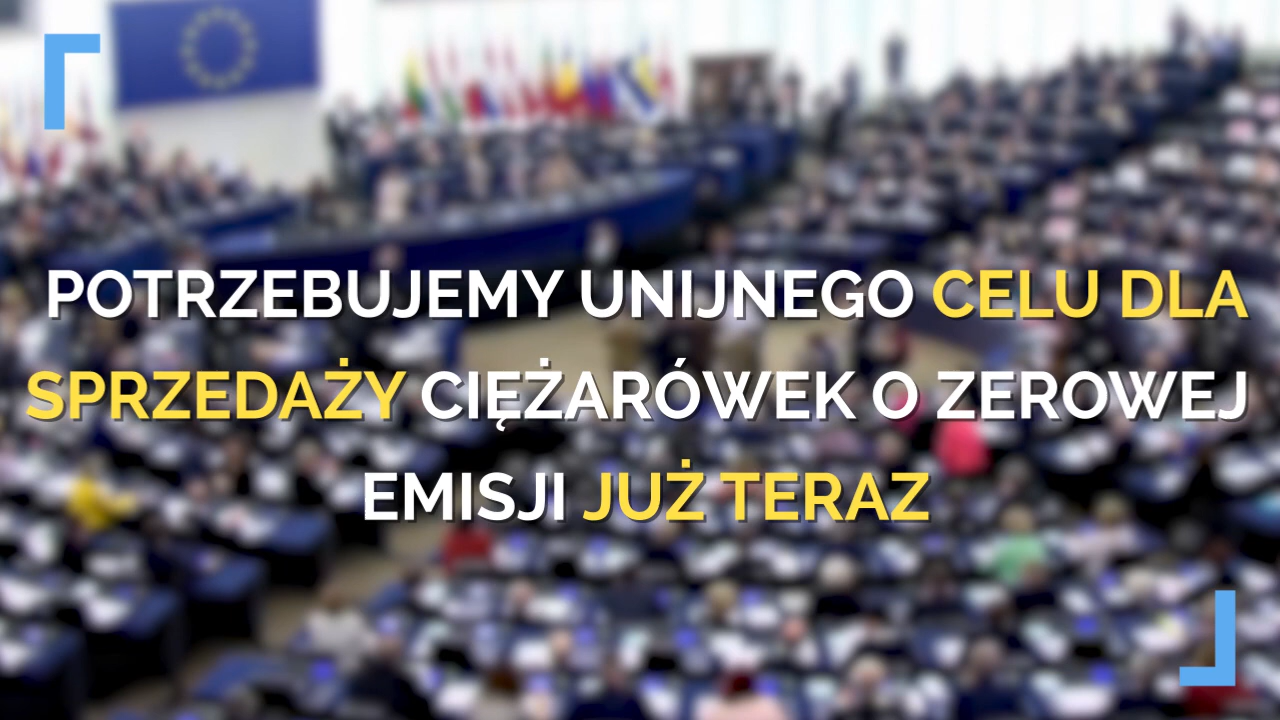 POTRZEBUJEMY UNIJNEGO CELU DLA
SPRZEDAŻY CIĘŻARÓWEK O ZEROWEJ
EMISJI JUŻ TERAZ